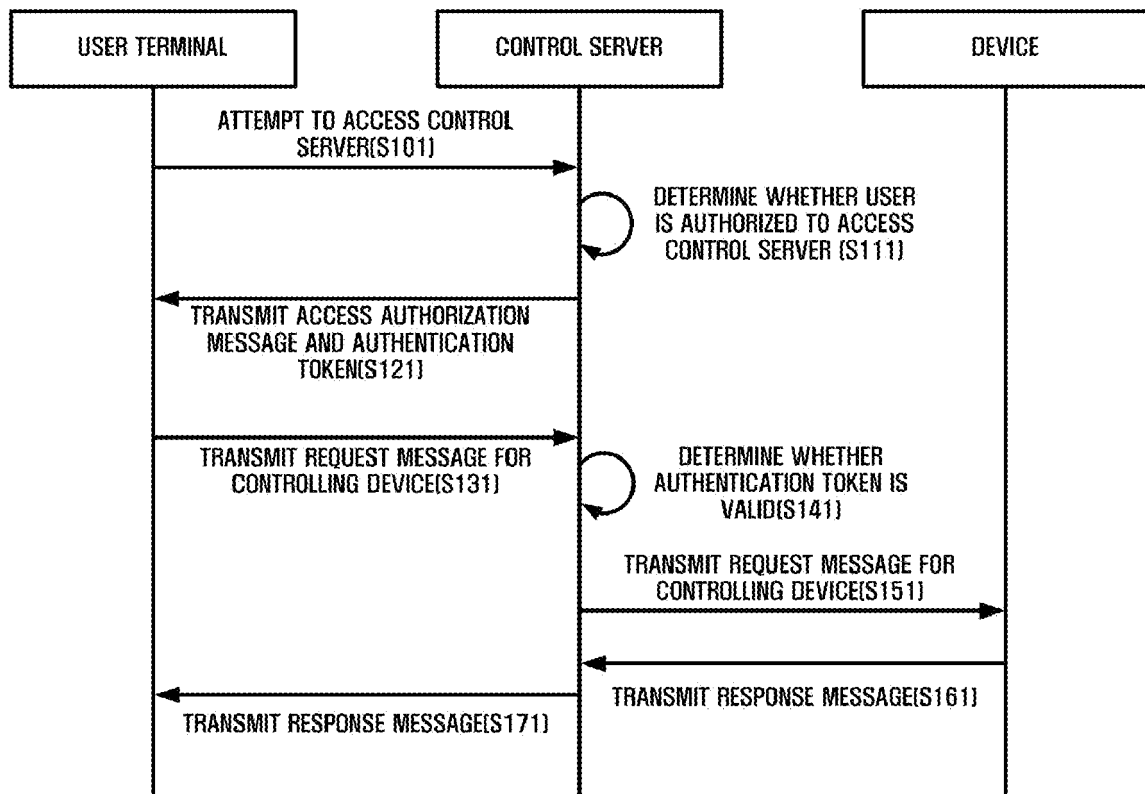 USER TERMINAL
CONTROL SERVER
DEVICE
ATTEMPT TO ACCESS CONTROL
SERVER(S101)
DETERMINE WHETHER USER
IS AUTHORIZED TO ACCESS
CONTROL SERVER (S111)
TRANSMIT ACCESS AUTHORIZATION
MESSAGE AND AUTHENTICATION
TOKEN(S121)
TRANSMIT REQUEST MESSAGE FOR
CONTROLLING DEVICE(S131)
DETERMINE WHETHER
AUTHENTICATION TOKEN IS
VALID(S141)
TRANSMIT REQUEST MESSAGE FOR
CONTROLLING DEVICE(S151)
TRANSMIT RESPONSE MESSAGE(S161)
TRANSMIT RESPONSE MESSAGE(S171)